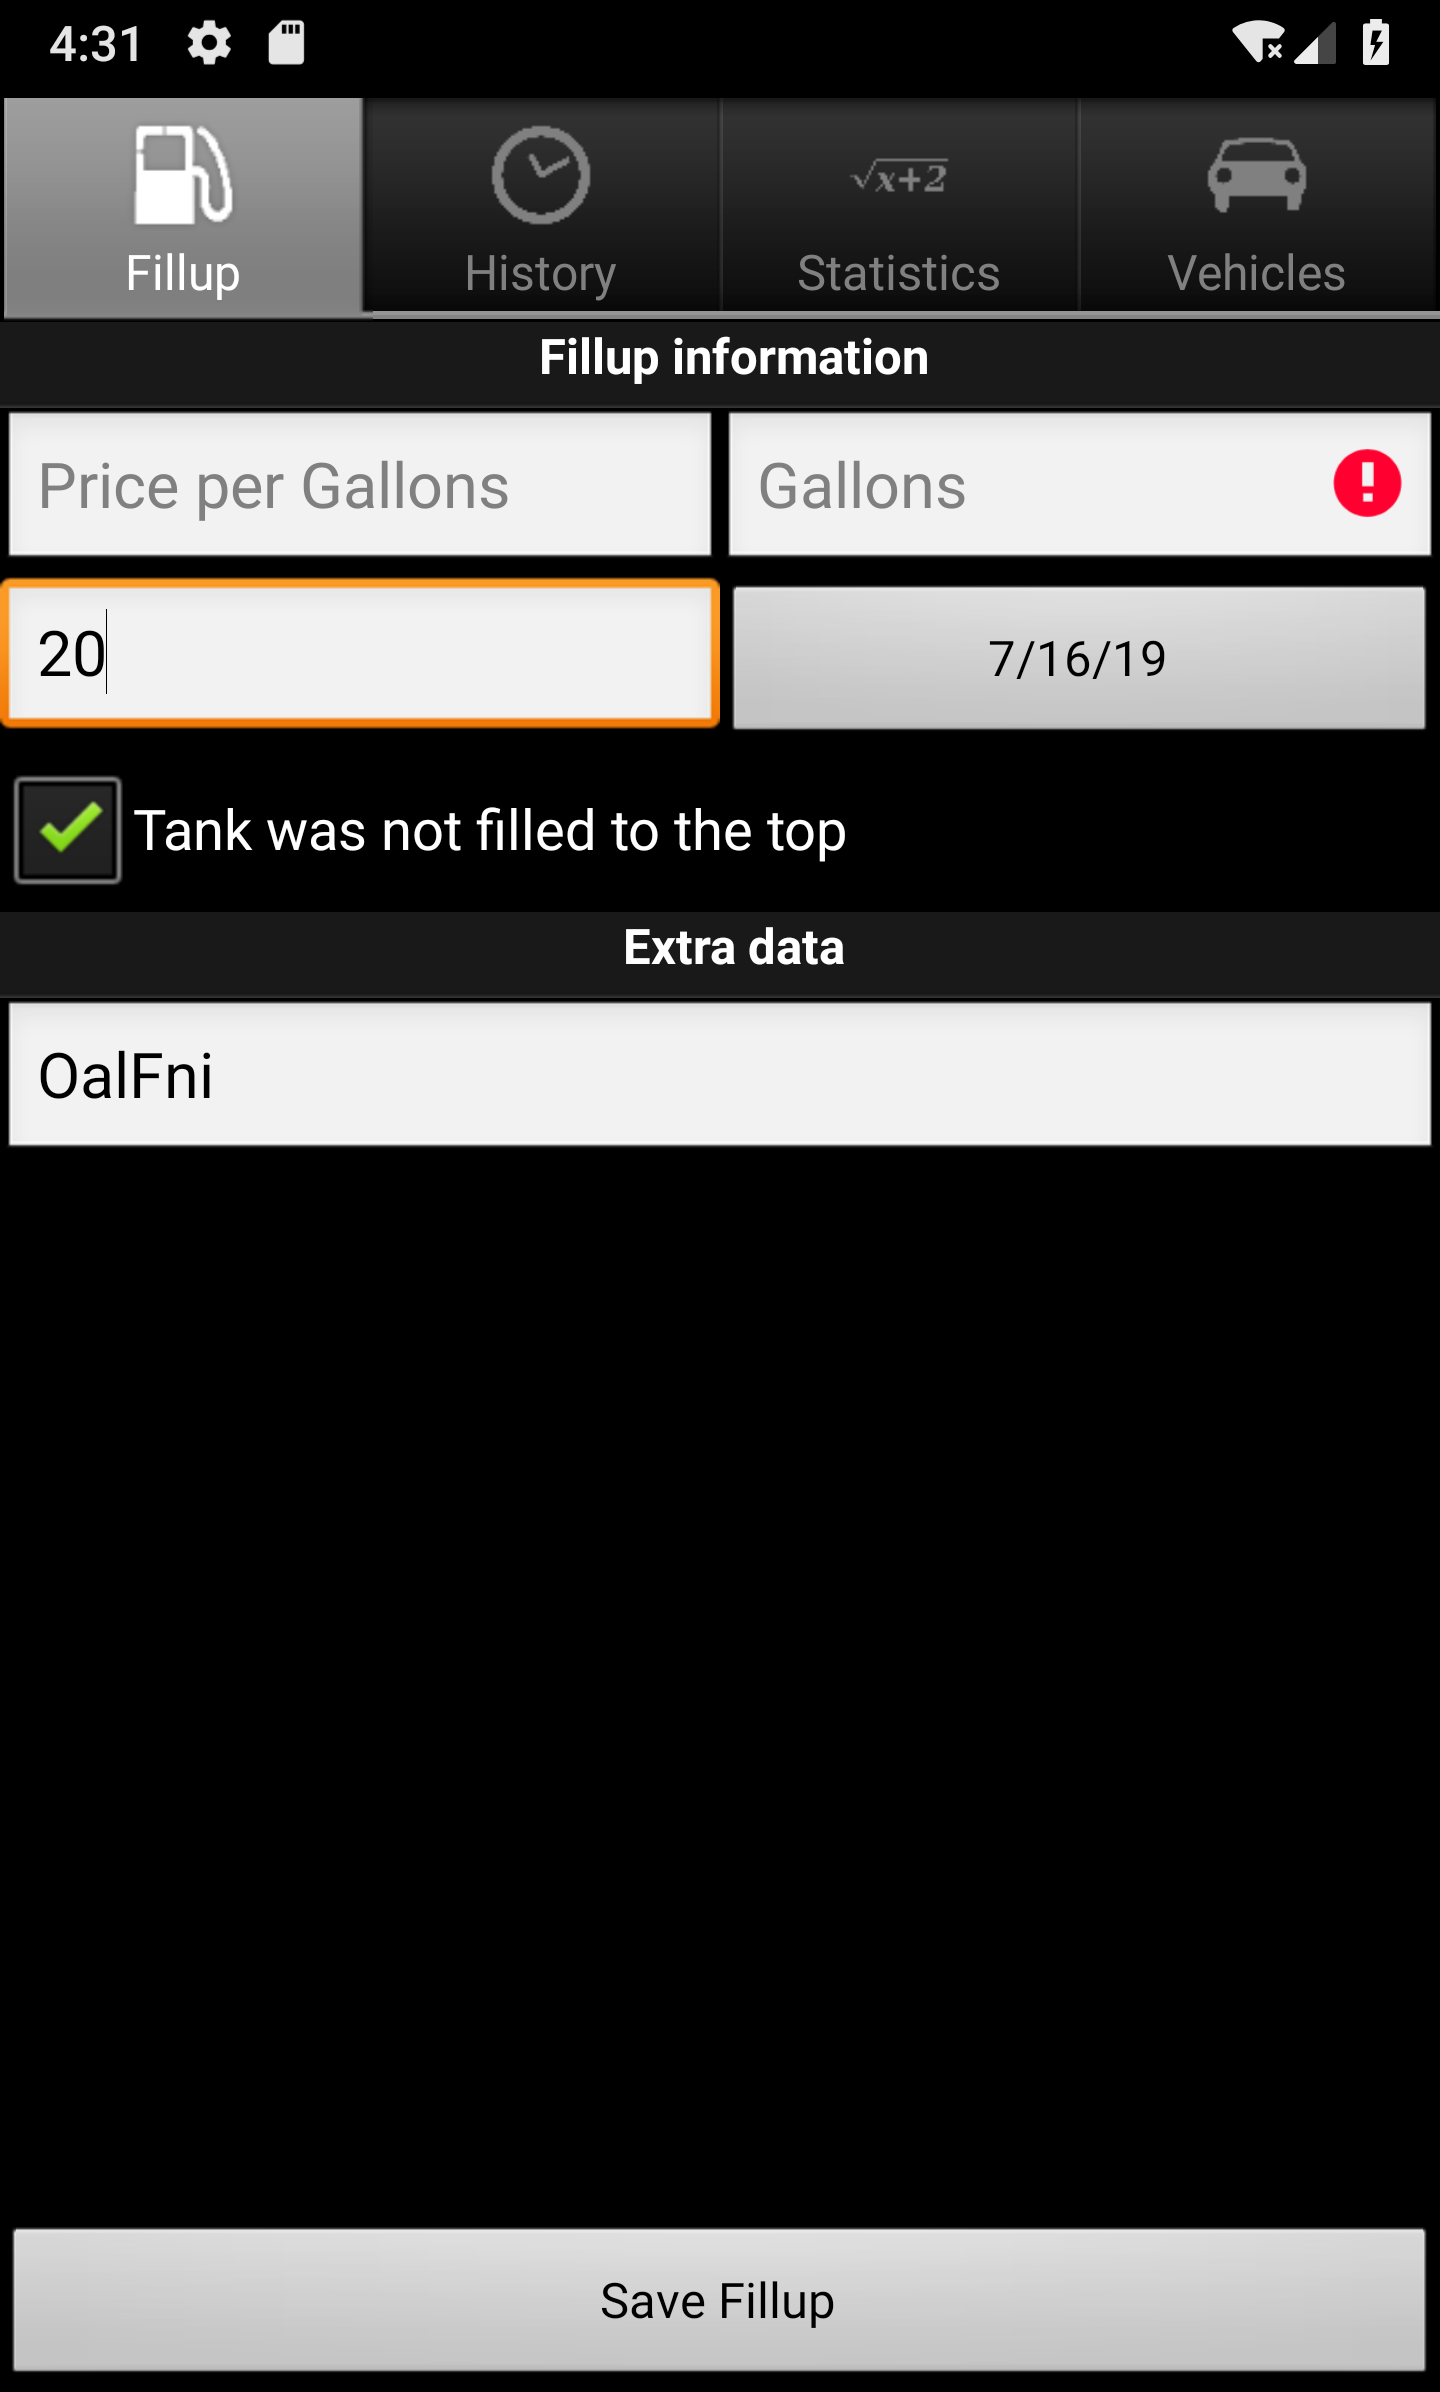 4:31
Fillup
History
√x+2
Statistics
Vehicles
Fillup information
Price per Gallons
Gallons
20
7/16/19
Tank was not filled to the top
Extra data
OalFni
Save Fillup